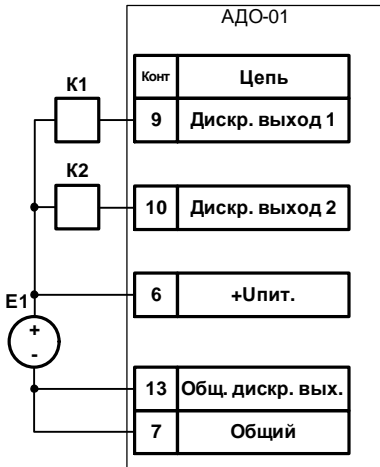 АДО-01
Конт Цепь
К1
9 Дискр. выход 1
К2
10 Дискр. выход 2
6 +Uпит.
E1
+
-
13 Общ. дискр. вых.
7 Общий